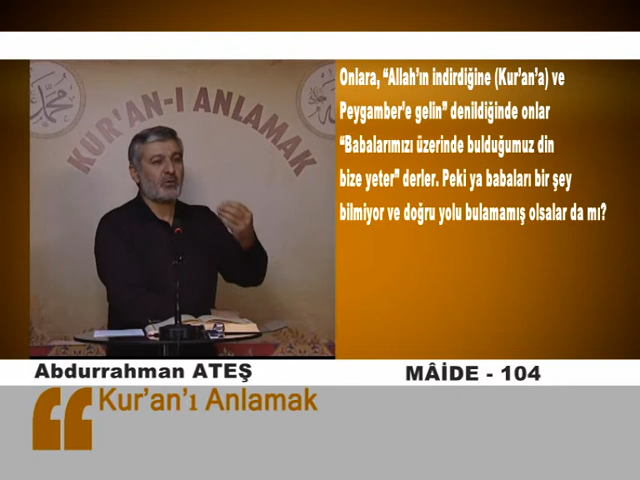 KUR'AN-I ANLAMAK
محمد
Onlara, “Allah’ın indirdiğine (Kur’an’a) ve
Peygamber’e gelin” denildiğinde onlar
“Babalarımızı üzerinde bulduğumuz din
bize yeter” derler. Peki ya babaları bir şey
bilmiyor ve doğru yolu bulamamış olsalar da mı?
Abdurrahman ATEŞ
MÂİDE - 104
Kur’an’ı Anlamak